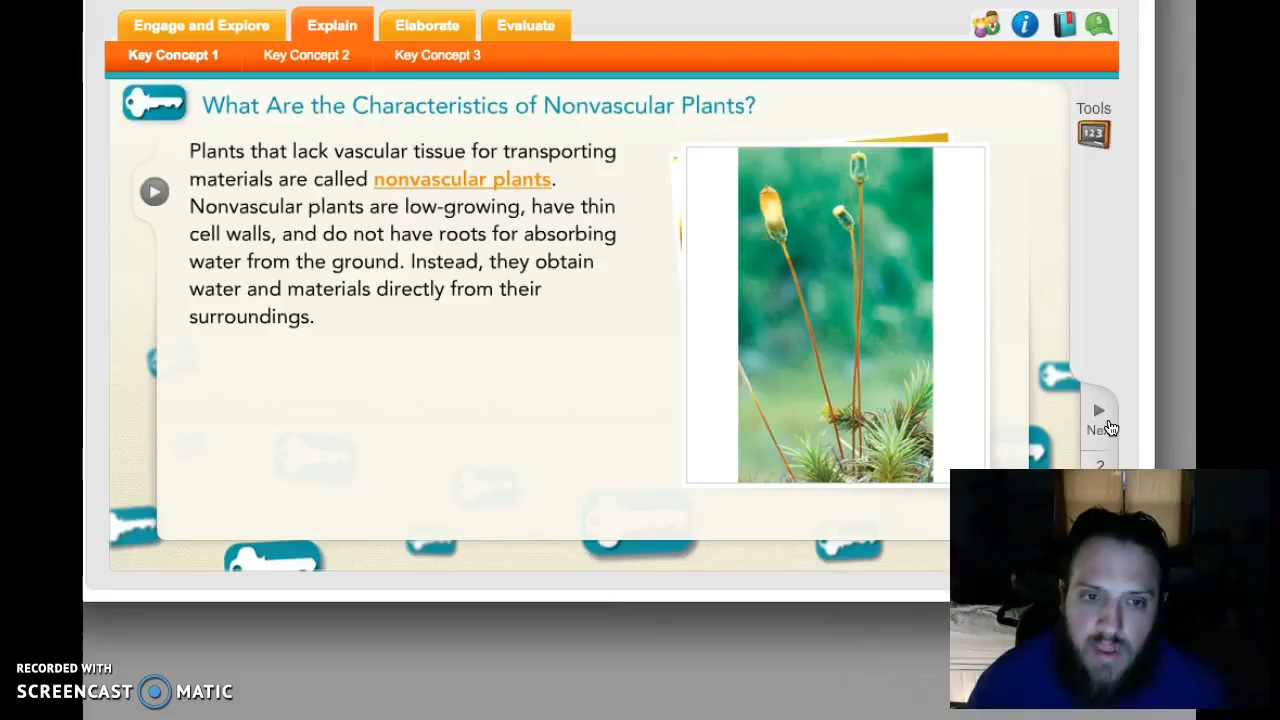 Engage and Explore
Explain
Elaborate
Evaluate
Key Concept 1
Key Concept 2
Key Concept 3
What Are the Characteristics of Nonvascular Plants?
Tools
123
Plants that lack vascular tissue for transporting
materials are called nonvascular plants.
Nonvascular plants are low-growing, have thin
cell walls, and do not have roots for absorbing
water from the ground. Instead, they obtain
water and materials directly from their
surroundings.
2
RECORDED WITH
SCREENCAST MATIC